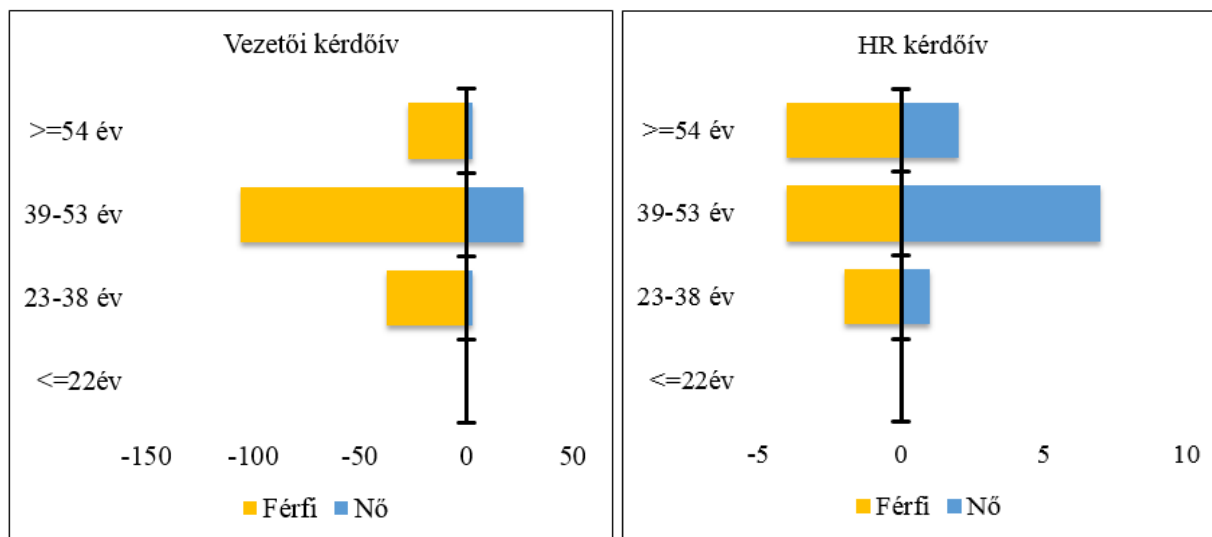 Vezetői kérdőív
>=54 év
39-53 év
23-38 év
<=22év
-150 -100 -50 0 50
Férfi Nő
HR kérdőív
>=54 év
39-53 év
23-38 év
<=22év
-5 0 5 10
Férfi Nő